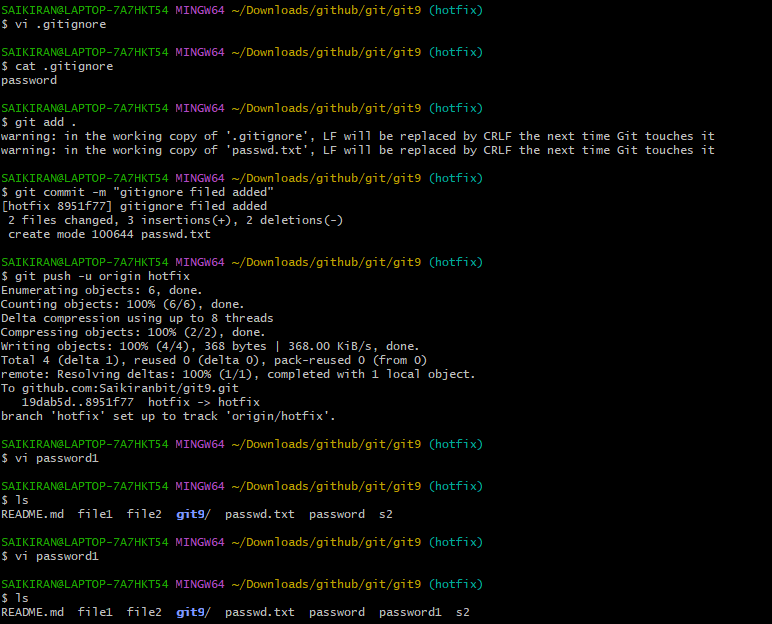 SAIKIRAN@LAPTOP-7A7HKT54 MINGW64 ~/Downloads/github/git/git9 (hotfix)
$ vi .gitignore
SAIKIRAN@LAPTOP-7A7HKT54 MINGW64 ~/Downloads/github/git/git9 (hotfix)
$ cat .gitignore
password
SAIKIRAN@LAPTOP-7A7HKT54 MINGW64 ~/Downloads/github/git/git9 (hotfix)
$ git add .
warning: in the working copy of '.gitignore', LF will be replaced by CRLF the next time Git touches it
warning: in the working copy of 'passwd.txt', LF will be replaced by CRLF the next time Git touches it
SAIKIRAN@LAPTOP-7A7HKT54 MINGW64 ~/Downloads/github/git/git9 (hotfix)
$ git commit -m "gitignore filed added"
[hotfix 8951f77] gitignore filed added
 2 files changed, 3 insertions(+), 2 deletions(-)
 create mode 100644 passwd.txt
SAIKIRAN@LAPTOP-7A7HKT54 MINGW64 ~/Downloads/github/git/git9 (hotfix)
$ git push -u origin hotfix
Enumerating objects: 6, done.
Counting objects: 100% (6/6), done.
Delta compression using up to 8 threads
Compressing objects: 100% (2/2), done.
Writing objects: 100% (4/4), 368 bytes | 368.00 KiB/s, done.
Total 4 (delta 1), reused 0 (delta 0), pack-reused 0 (from 0)
remote: Resolving deltas: 100% (1/1), completed with 1 local object.
To github.com:Saikiranbit/git9.git
   19dab5d..8951f77  hotfix -> hotfix
branch 'hotfix' set up to track 'origin/hotfix'.
SAIKIRAN@LAPTOP-7A7HKT54 MINGW64 ~/Downloads/github/git/git9 (hotfix)
$ vi password1
SAIKIRAN@LAPTOP-7A7HKT54 MINGW64 ~/Downloads/github/git/git9 (hotfix)
$ ls
README.md  file1  file2  git9/  passwd.txt  password  s2
SAIKIRAN@LAPTOP-7A7HKT54 MINGW64 ~/Downloads/github/git/git9 (hotfix)
$ vi password1
SAIKIRAN@LAPTOP-7A7HKT54 MINGW64 ~/Downloads/github/git/git9 (hotfix)
$ ls
README.md  file1  file2  git9/  passwd.txt  password  password1  s2